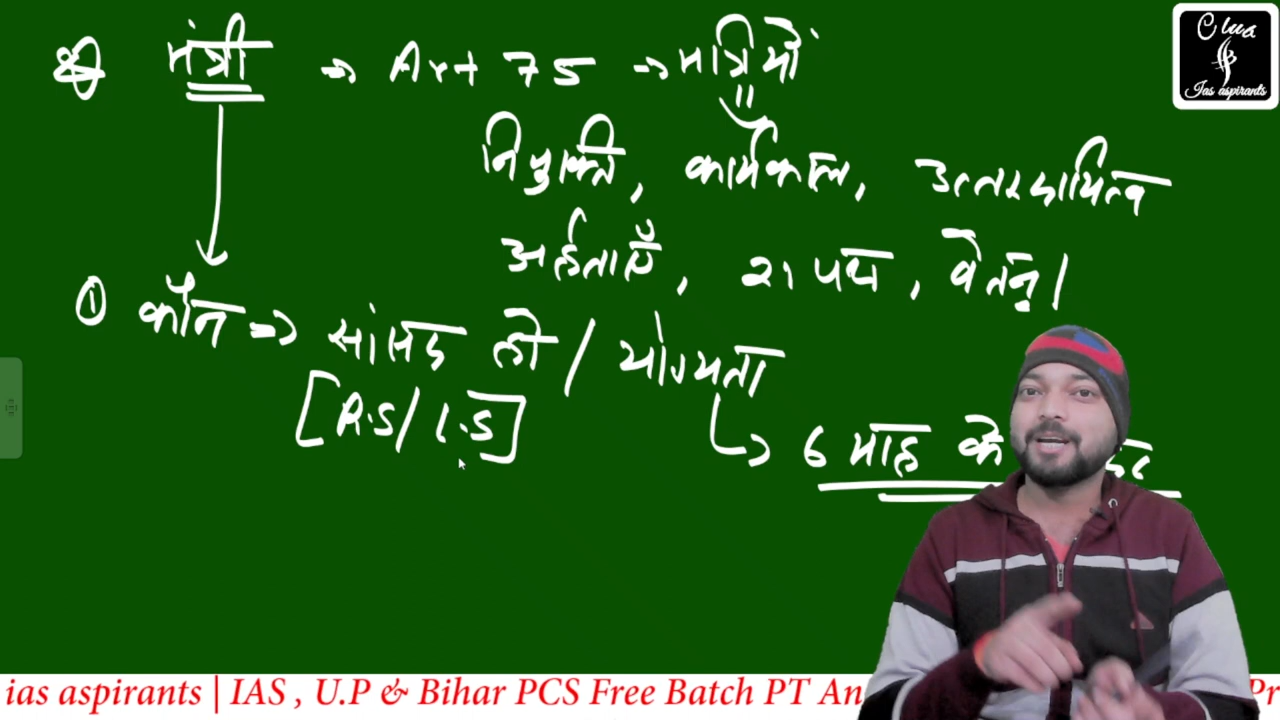 मंत्री ⇒ Art 75 → मंत्रियों
नियुक्ति, कार्यकाल, उत्तरदायित्व
अर्हताएँ, शपथ, वेतन।
① कौन ⇒ सांसद हो / योग्यता
[R.S/L.S]
↳ 6 माह के
Clue
Ias aspirants
ias aspirants | IAS , U.P & Bihar PCS Free Batch PT An